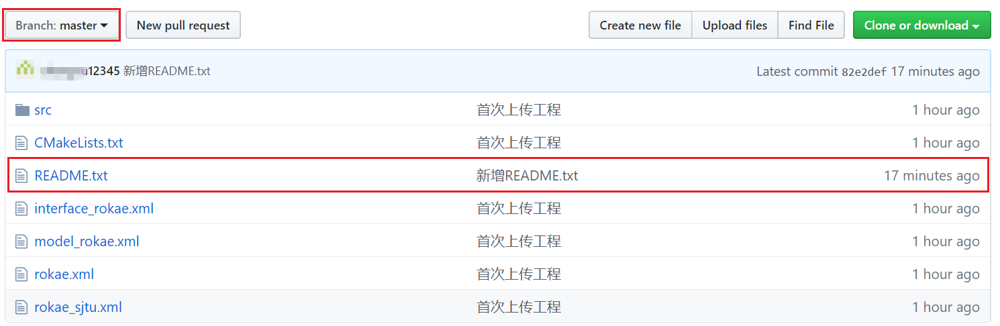 Branch: master New pull request Create new file Upload files Find File Clone or download
12345 新增README.txt Latest commit 82e2def 17 minutes ago
src 首次上传工程 1 hour ago
CMakeLists.txt 首次上传工程 1 hour ago
README.txt 新增README.txt 17 minutes ago
interface_rokae.xml 首次上传工程 1 hour ago
model_rokae.xml 首次上传工程 1 hour ago
rokae.xml 首次上传工程 1 hour ago
rokae_sjtu.xml 首次上传工程 1 hour ago